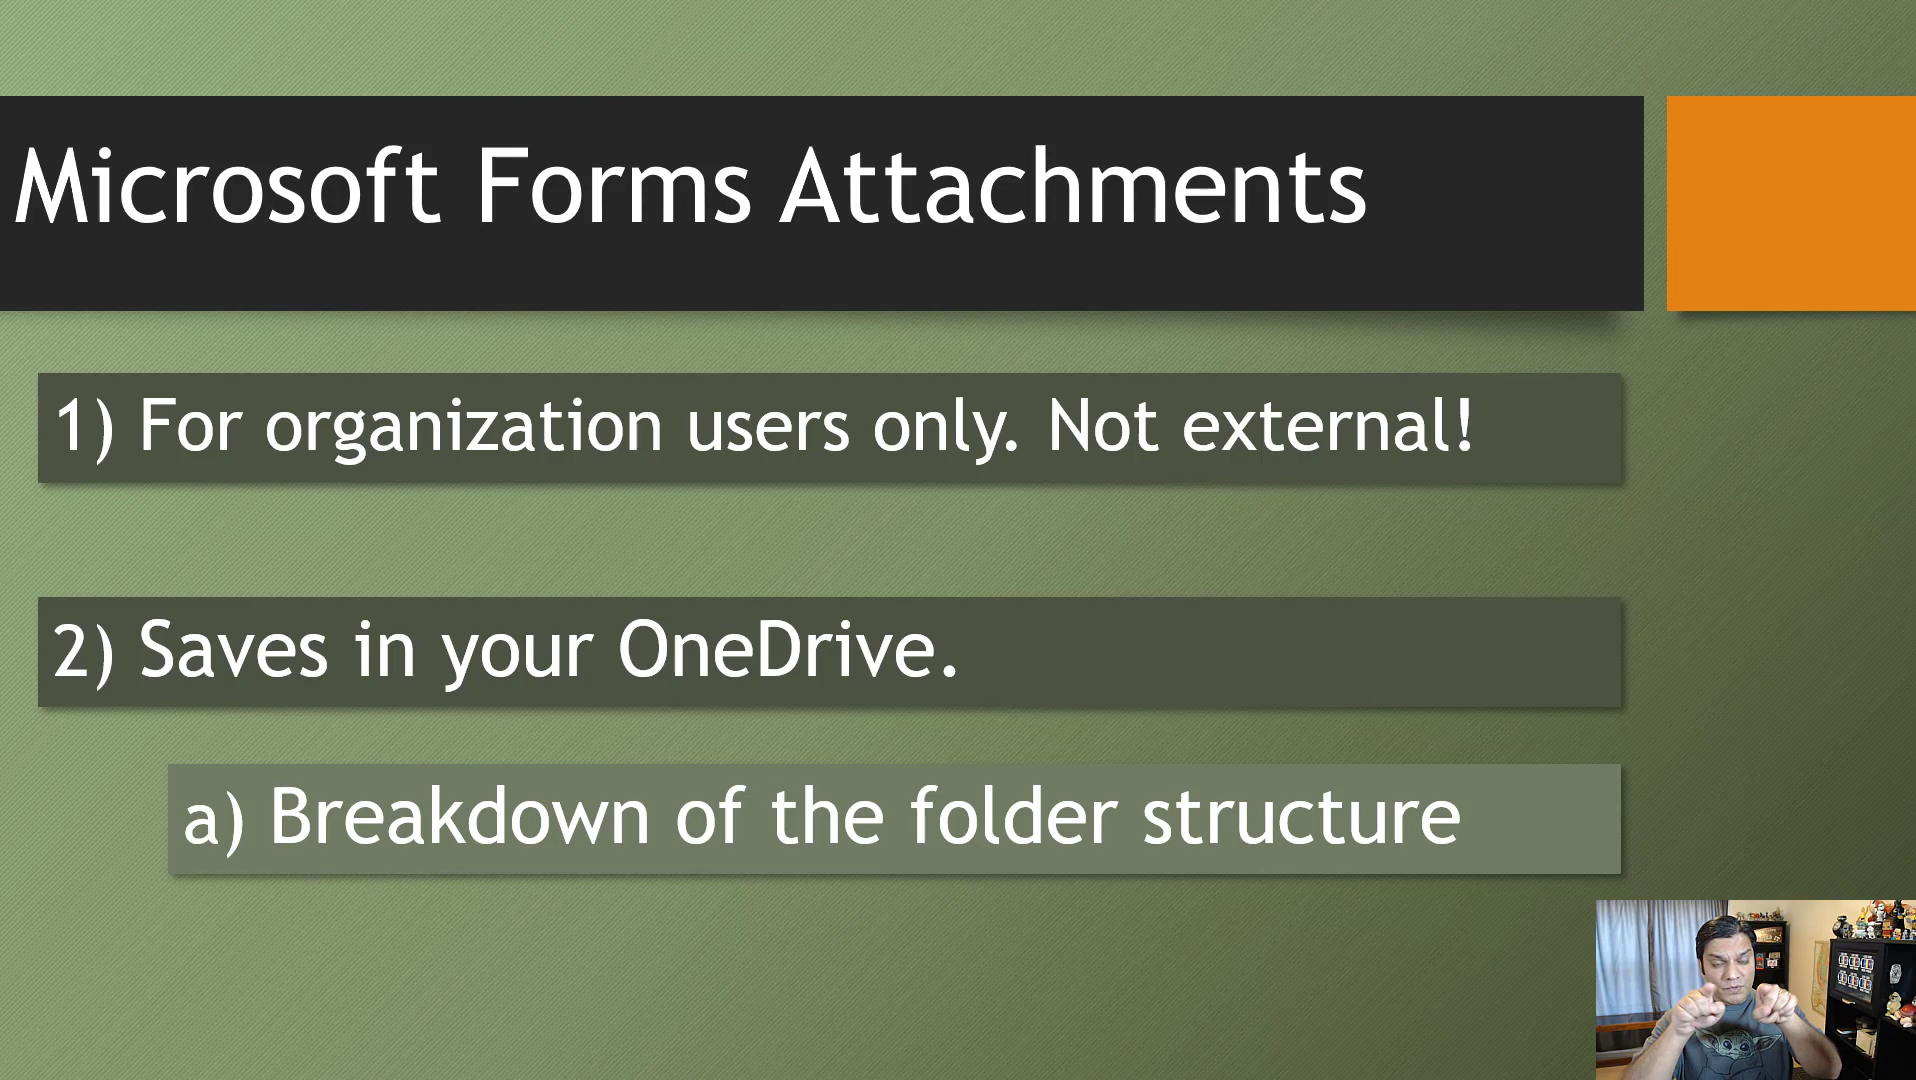 Microsoft Forms Attachments
1) For organization users only. Not external!
2) Saves in your OneDrive.
a) Breakdown of the folder structure